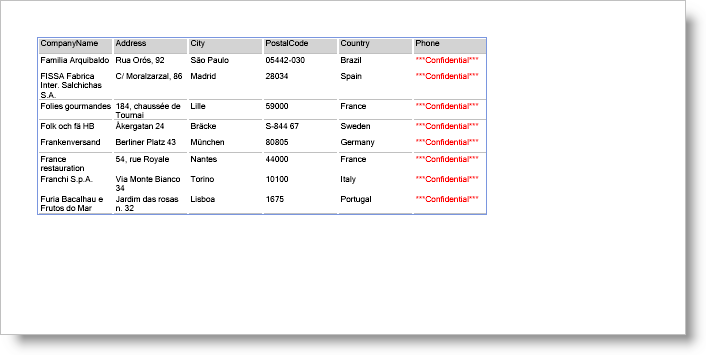 CompanyName Address City PostalCode Country Phone
Familia Arquibaldo Rua Orós, 92 São Paulo 05442-030 Brazil ***Confidential***
FISSA Fabrica C/ Moralzarzal, 86 Madrid 28034 Spain ***Confidential***
Inter. Salchichas
S.A.
Folies gourmandes 184, chaussée de Lille 59000 France ***Confidential***
Tournai
Folk och fä HB Åkergatan 24 Bräcke S-844 67 Sweden ***Confidential***
Frankenversand Berliner Platz 43 München 80805 Germany ***Confidential***
France 54, rue Royale Nantes 44000 France ***Confidential***
restauration
Franchi S.p.A. Via Monte Bianco Torino 10100 Italy ***Confidential***
34
Furia Bacalhau e Jardim das rosas Lisboa 1675 Portugal ***Confidential***
Frutos do Mar n. 32